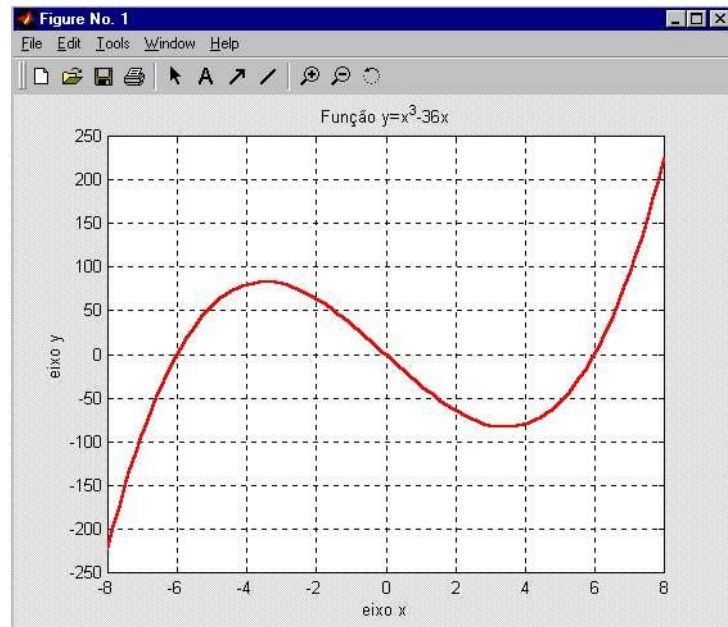 Figure No. 1
File Edit Tools Window Help
A
Função y=x³-36x
250
200
150
100
50
0
-50
-100
-150
-200
-250
eixo y
-8 -6 -4 -2 0 2 4 6 8
eixo x